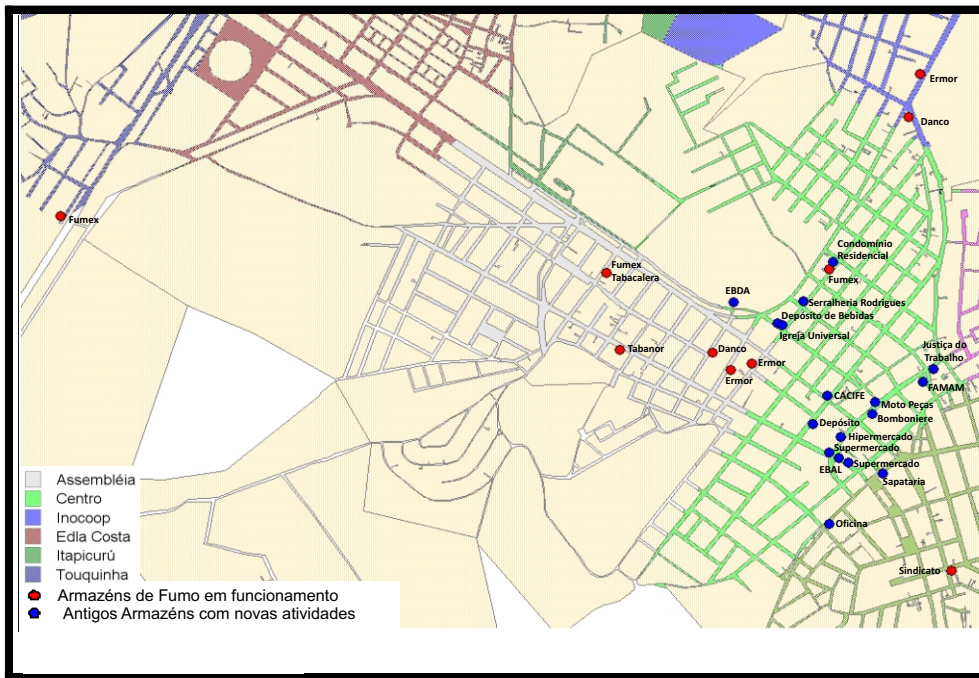 Ermor
Danco
Fumex
Condomínio
Residencial
Fumex
Fumex
Tabacalera
EBDA
Serralheria Rodrigues
Depósito de Bebidas
Igreja Universal
Tabanor
Danco
Ermor
Ermor
Justiça do
Trabalho
FAMAM
CACIFE
Moto Peças
Bomboniere
Depósito
Hipermercado
Supermercado
EBAL
Supermercado
Sapataria
Oficina
Sindicato
Assembléia
Centro
Inocoop
Edla Costa
Itapicurú
Touquinha
Armazéns de Fumo em funcionamento
Antigos Armazéns com novas atividades